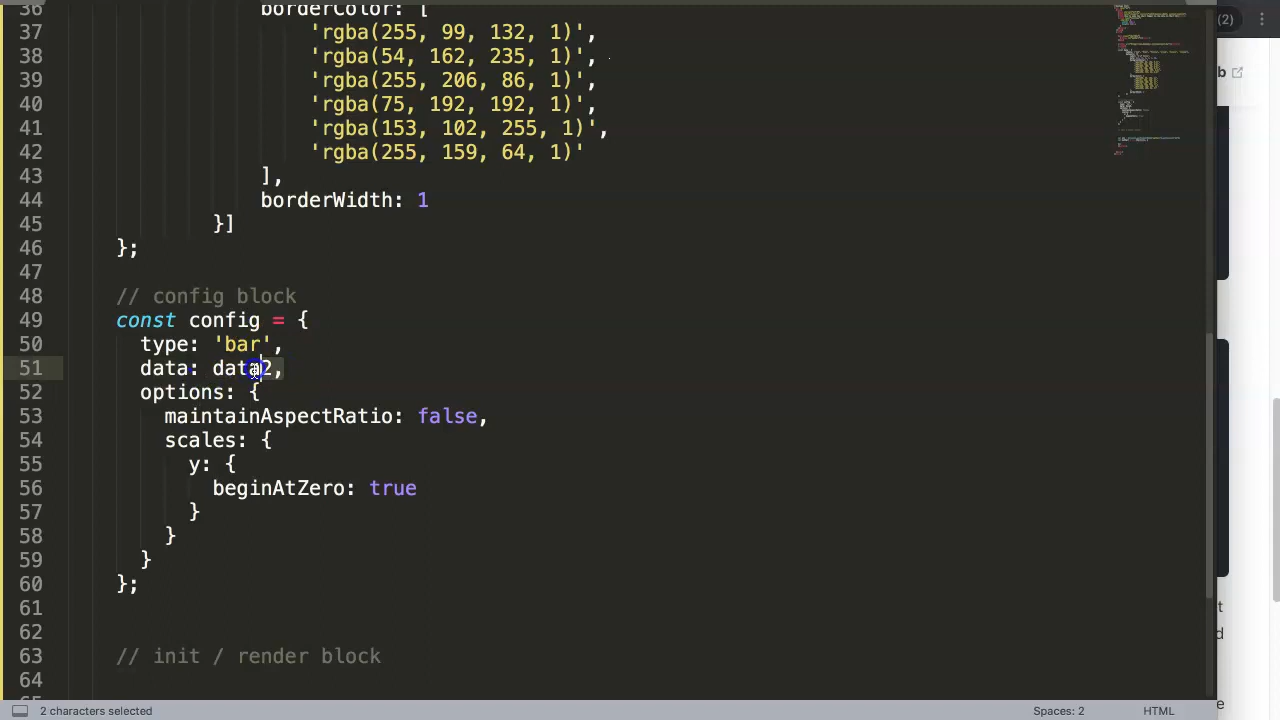 36 borderColor: [
37 'rgba(255, 99, 132, 1)',
38 'rgba(54, 162, 235, 1)',
39 'rgba(255, 206, 86, 1)',
40 'rgba(75, 192, 192, 1)',
41 'rgba(153, 102, 255, 1)',
42 'rgba(255, 159, 64, 1)'
43 ],
44 borderWidth: 1
45 }]
46 };
47
48 // config block
49 const config = {
50 type: 'bar',
51 data: data2,
52 options: {
53 maintainAspectRatio: false,
54 scales: {
55 y: {
56 beginAtZero: true
57 }
58 }
59 }
60 };
61
62
63 // init / render block
64
2 characters selected
Spaces: 2
HTML
(2)
b
t
d
e